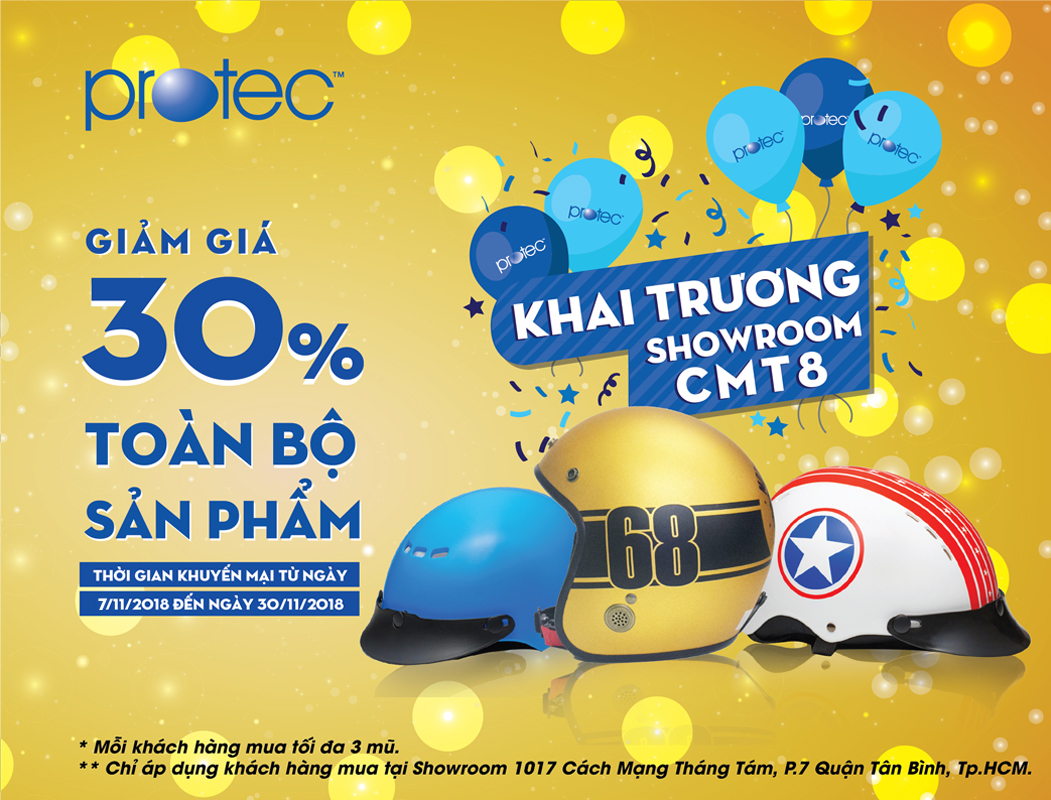 protec™
protec
protec
protec
protec
protec
GIẢM GIÁ
30%
TOÀN BỘ
SẢN PHẨM
THỜI GIAN KHUYẾN MẠI TỪ NGÀY
7/11/2018 ĐẾN NGÀY 30/11/2018
KHAI TRƯƠNG
SHOWROOM
CMT8
68
* Mỗi khách hàng mua tối đa 3 mũ.
** Chỉ áp dụng khách hàng mua tại Showroom 1017 Cách Mạng Tháng Tám, P.7 Quận Tân Bình, Tp.HCM.